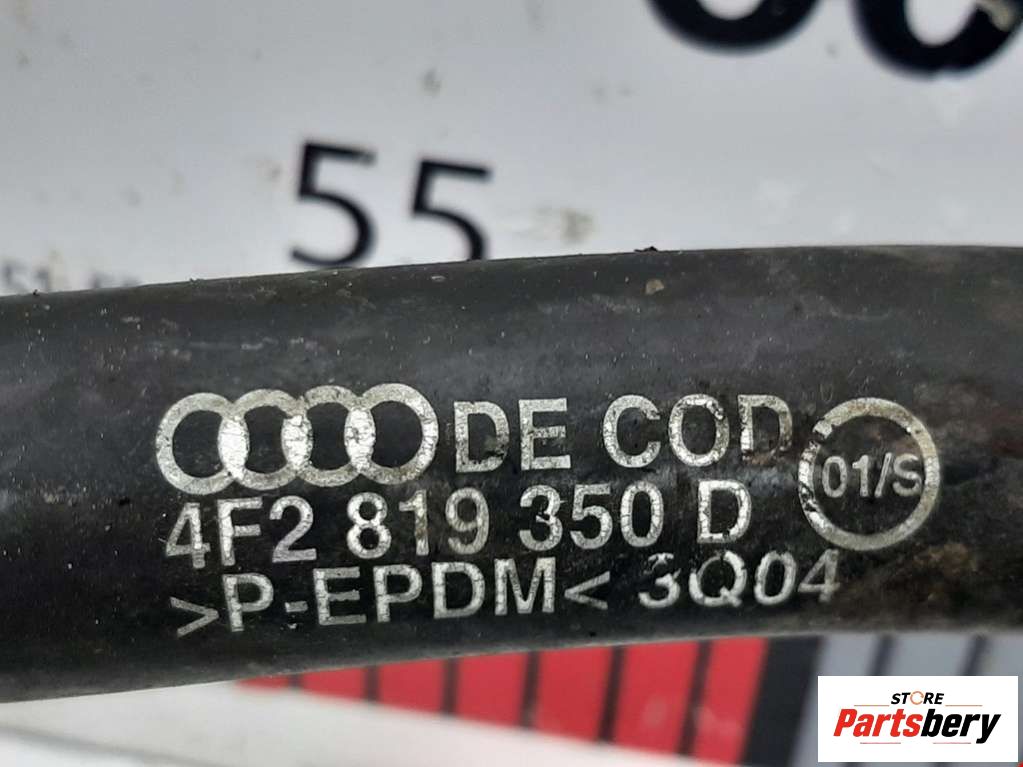 55
DE COD
01/S
4F2 819 350 D
>P-EPDM< 3Q04
STORE
Partsbery